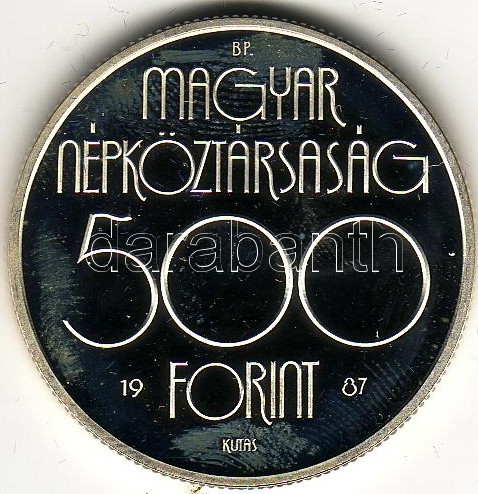 BP.
MAGYAR
NÉPKÖZTÁRSASÁG
500
darabanth
19 FORINT 87
KUTAS